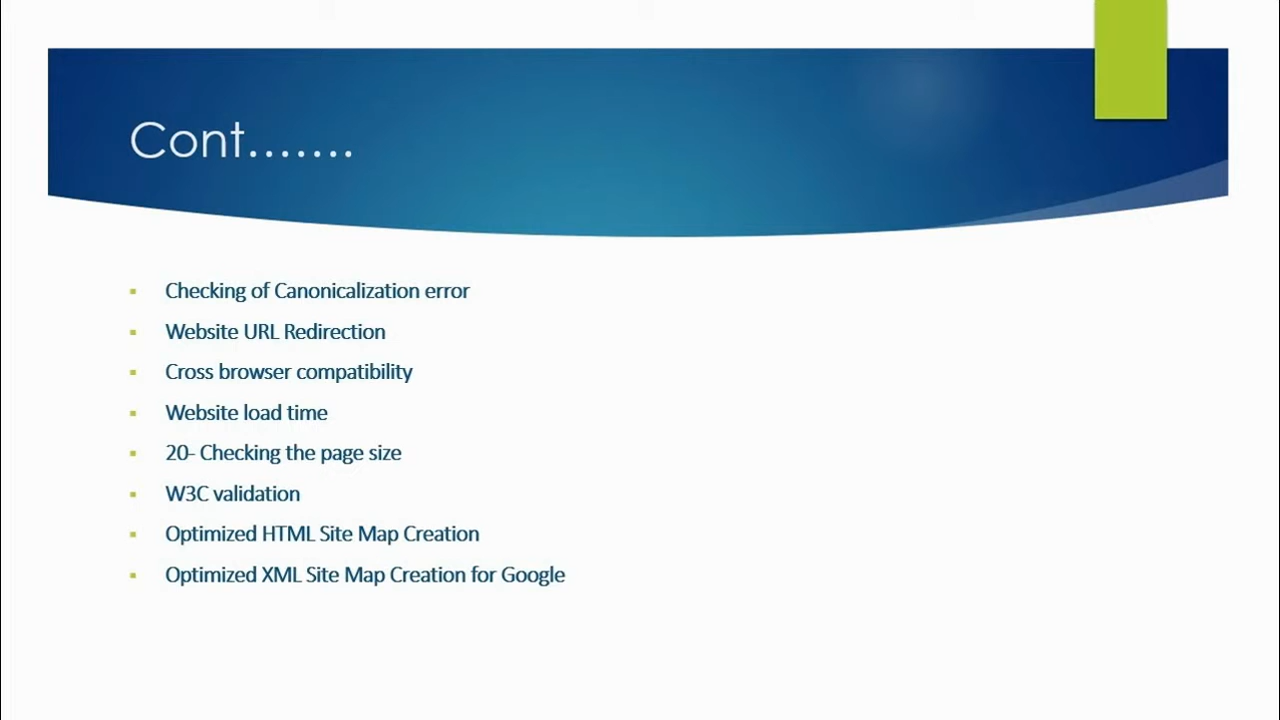 Cont.......
▪ Checking of Canonicalization error
▪ Website URL Redirection
▪ Cross browser compatibility
▪ Website load time
▪ 20- Checking the page size
▪ W3C validation
▪ Optimized HTML Site Map Creation
▪ Optimized XML Site Map Creation for Google